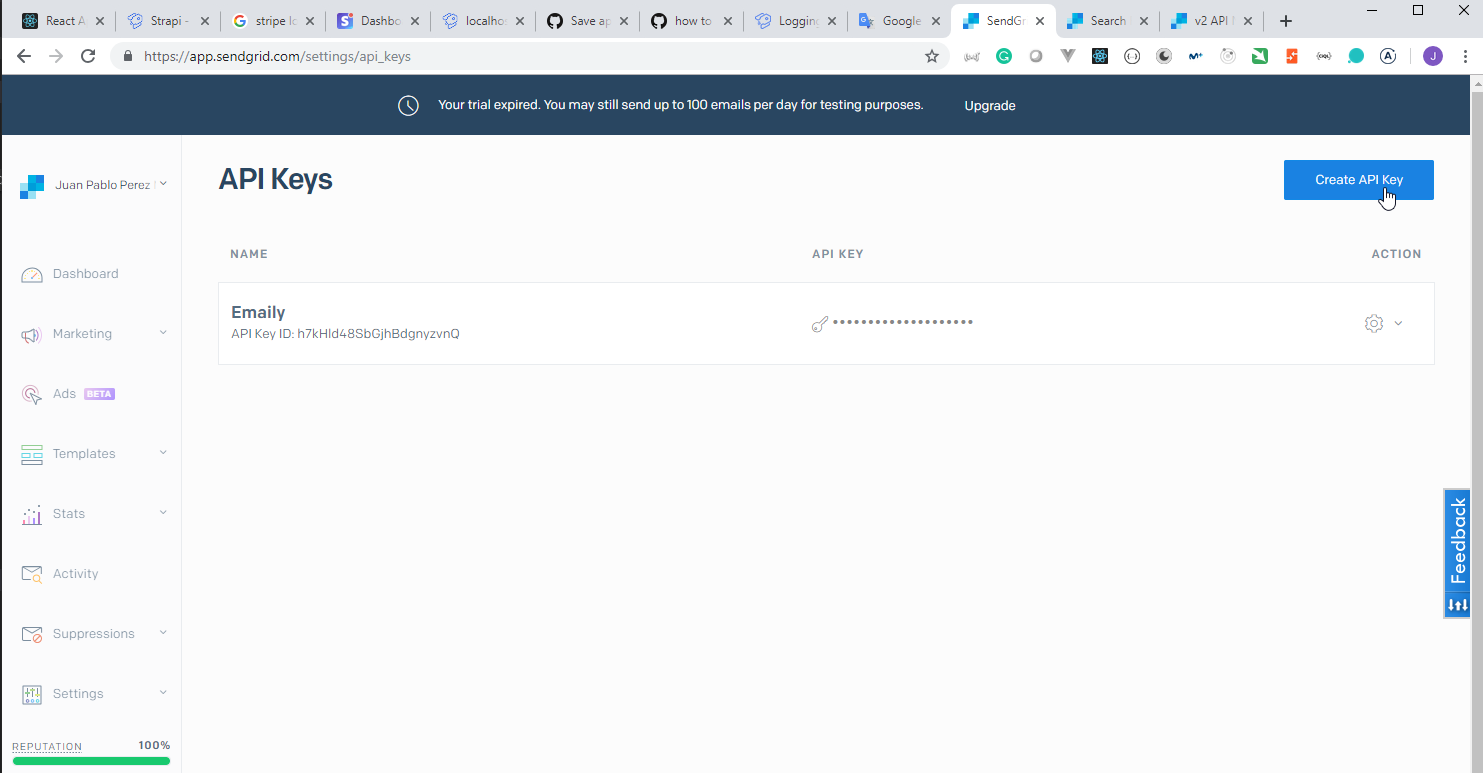 React A
Strapi -
stripe lo
Dashbo
localhos
Save ap
how to
Logging
Google
SendGr
Search
v2 API
https://app.sendgrid.com/settings/api_keys
J
Your trial expired. You may still send up to 100 emails per day for testing purposes.
Upgrade
Juan Pablo Perez
API Keys
Create API Key
NAME
API KEY
ACTION
Emaily
API Key ID: h7kHld48SbGjhBdgnyzvnQ
••••••••••••••••••••
Dashboard
Marketing
Ads BETA
Templates
Stats
Activity
Suppressions
Settings
REPUTATION
100%
Feedback